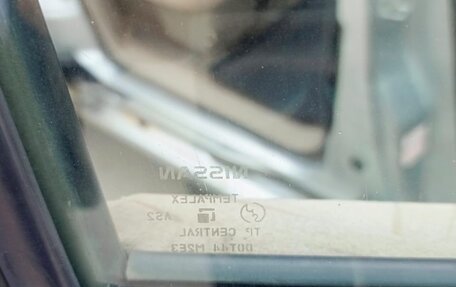 NISSAN
TEMPALEX
AS2
TP CENTRAL
DOT44 M2E3